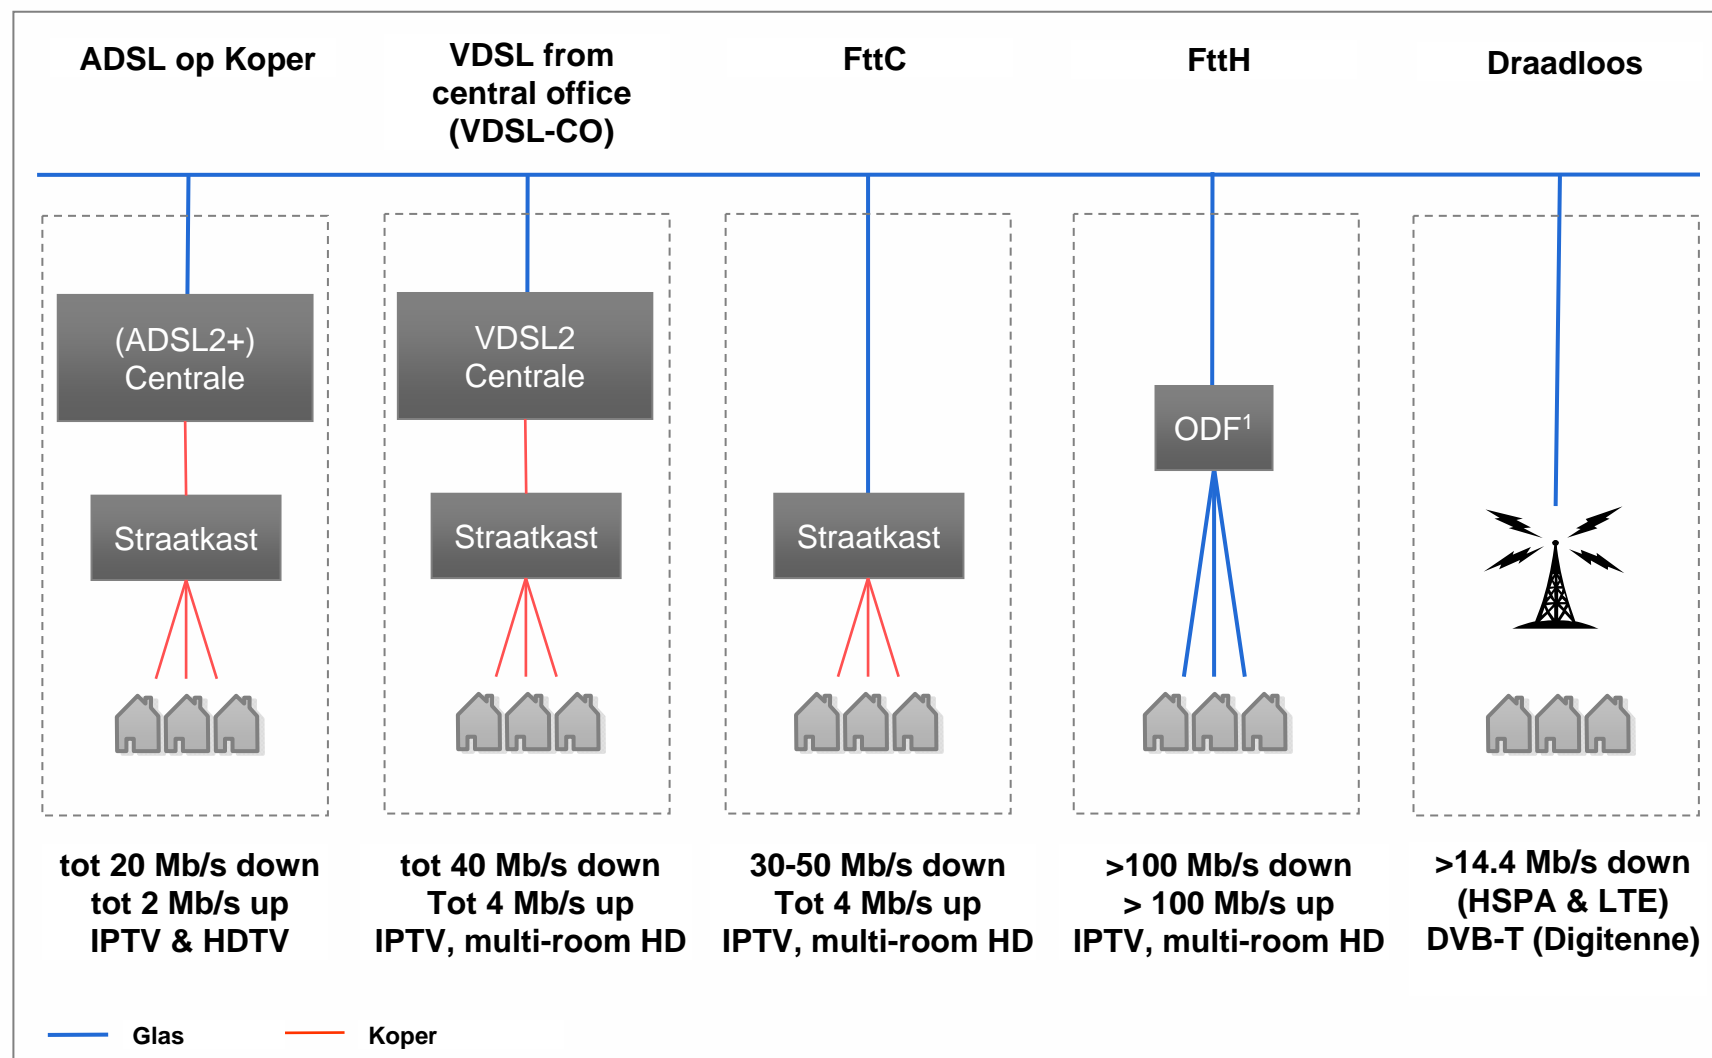 ADSL op Koper
VDSL from
central office
(VDSL-CO)
FttC
FttH
Draadloos
(ADSL2+)
Centrale
VDSL2
Centrale
ODF¹
Straatkast
Straatkast
Straatkast
tot 20 Mb/s down
tot 2 Mb/s up
IPTV & HDTV
tot 40 Mb/s down
Tot 4 Mb/s up
IPTV, multi-room HD
30-50 Mb/s down
Tot 4 Mb/s up
IPTV, multi-room HD
>100 Mb/s down
> 100 Mb/s up
IPTV, multi-room HD
>14.4 Mb/s down
(HSPA & LTE)
DVB-T (Digitenne)
Glas
Koper